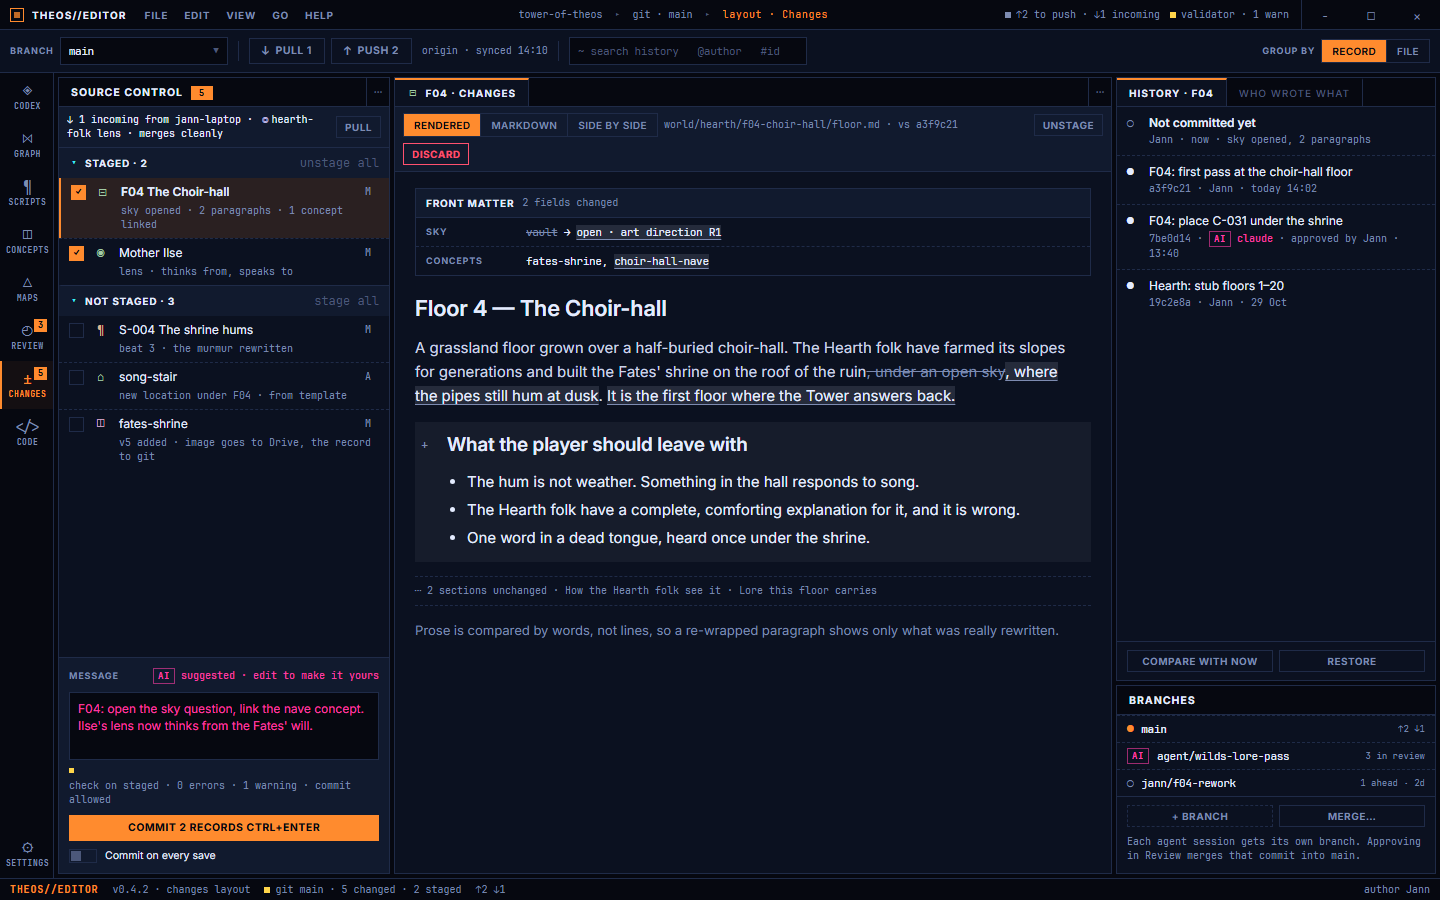 THEOS//EDITOR FILE EDIT VIEW GO HELP
tower-of-theos ▸ git · main ▸ layout · Changes
↑2 to push · ↓1 incoming validator · 1 warn
- □ ×
BRANCH main ▼
↓ PULL 1 ↑ PUSH 2 origin · synced 14:10
~ search history @author #id
GROUP BY RECORD FILE
CODEX
GRAPH
SCRIPTS
CONCEPTS
MAPS
3
REVIEW
5
CHANGES
CODE
SETTINGS
SOURCE CONTROL 5 ···
↓ 1 incoming from jann-laptop · hearth-
folk lens · merges cleanly
PULL
STAGED · 2 unstage all
F04 The Choir-hall M
sky opened · 2 paragraphs · 1 concept
linked
Mother Ilse M
lens · thinks from, speaks to
NOT STAGED · 3 stage all
¶ S-004 The shrine hums M
beat 3 · the murmur rewritten
song-stair A
new location under F04 · from template
fates-shrine M
v5 added · image goes to Drive, the record
to git
MESSAGE AI suggested · edit to make it yours
F04: open the sky question, link the nave concept.
Ilse's lens now thinks from the Fates' will.
check on staged · 0 errors · 1 warning · commit
allowed
COMMIT 2 RECORDS CTRL+ENTER
Commit on every save
F04 · CHANGES ···
RENDERED MARKDOWN SIDE BY SIDE world/hearth/f04-choir-hall/floor.md · vs a3f9c21 UNSTAGE
DISCARD
FRONT MATTER 2 fields changed
SKY vault → open · art direction R1
CONCEPTS fates-shrine, choir-hall-nave
Floor 4 — The Choir-hall
A grassland floor grown over a half-buried choir-hall. The Hearth folk have farmed its slopes
for generations and built the Fates' shrine on the roof of the ruin, under an open sky, where
the pipes still hum at dusk. It is the first floor where the Tower answers back.
+ What the player should leave with
• The hum is not weather. Something in the hall responds to song.
• The Hearth folk have a complete, comforting explanation for it, and it is wrong.
• One word in a dead tongue, heard once under the shrine.
··· 2 sections unchanged · How the Hearth folk see it · Lore this floor carries
Prose is compared by words, not lines, so a re-wrapped paragraph shows only what was really rewritten.
HISTORY · F04 WHO WROTE WHAT
Not committed yet
Jann · now · sky opened, 2 paragraphs
F04: first pass at the choir-hall floor
a3f9c21 · Jann · today 14:02
F04: place C-031 under the shrine
7be0d14 · AI claude · approved by Jann ·
13:40
Hearth: stub floors 1–20
19c2e8a · Jann · 29 Oct
COMPARE WITH NOW RESTORE
BRANCHES
main ↑2 ↓1
AI agent/wilds-lore-pass 3 in review
jann/f04-rework 1 ahead · 2d
+ BRANCH MERGE…
Each agent session gets its own branch. Approving
in Review merges that commit into main.
THEOS//EDITOR v0.4.2 · changes layout git main · 5 changed · 2 staged ↑2 ↓1 author Jann